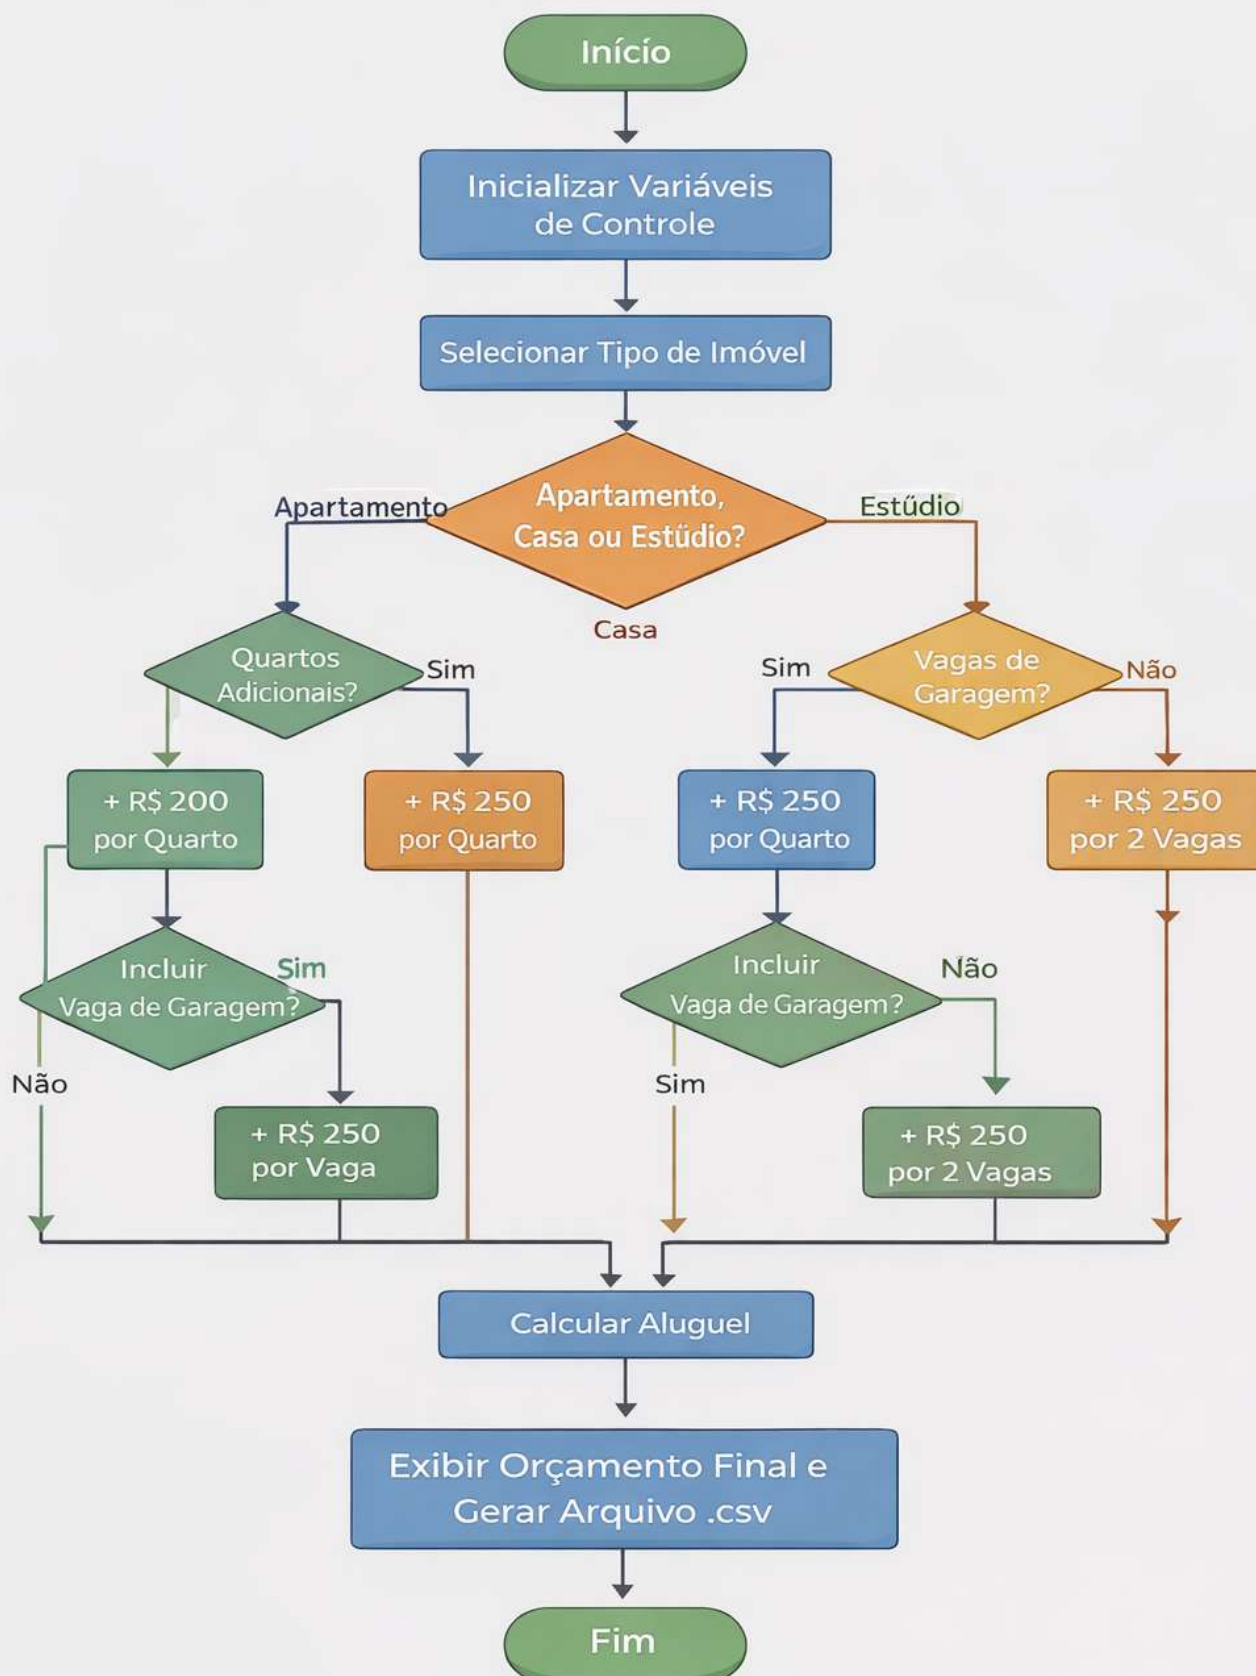 Início
Inicializar Variáveis
de Controle
Selecionar Tipo de Imóvel
Apartamento
Apartamento,
Casa ou Estúdio?
Estúdio
Casa
Quartos
Adicionais?
Sim
Sim
Vagas de
Garagem?
Não
+ R$ 200
por Quarto
+ R$ 250
por Quarto
+ R$ 250
por Quarto
+ R$ 250
por 2 Vagas
Incluir
Vaga de Garagem?
Sim
Incluir
Vaga de Garagem?
Não
Não
Sim
+ R$ 250
por Vaga
+ R$ 250
por 2 Vagas
Calcular Aluguel
Exibir Orçamento Final e
Gerar Arquivo .csv
Fim